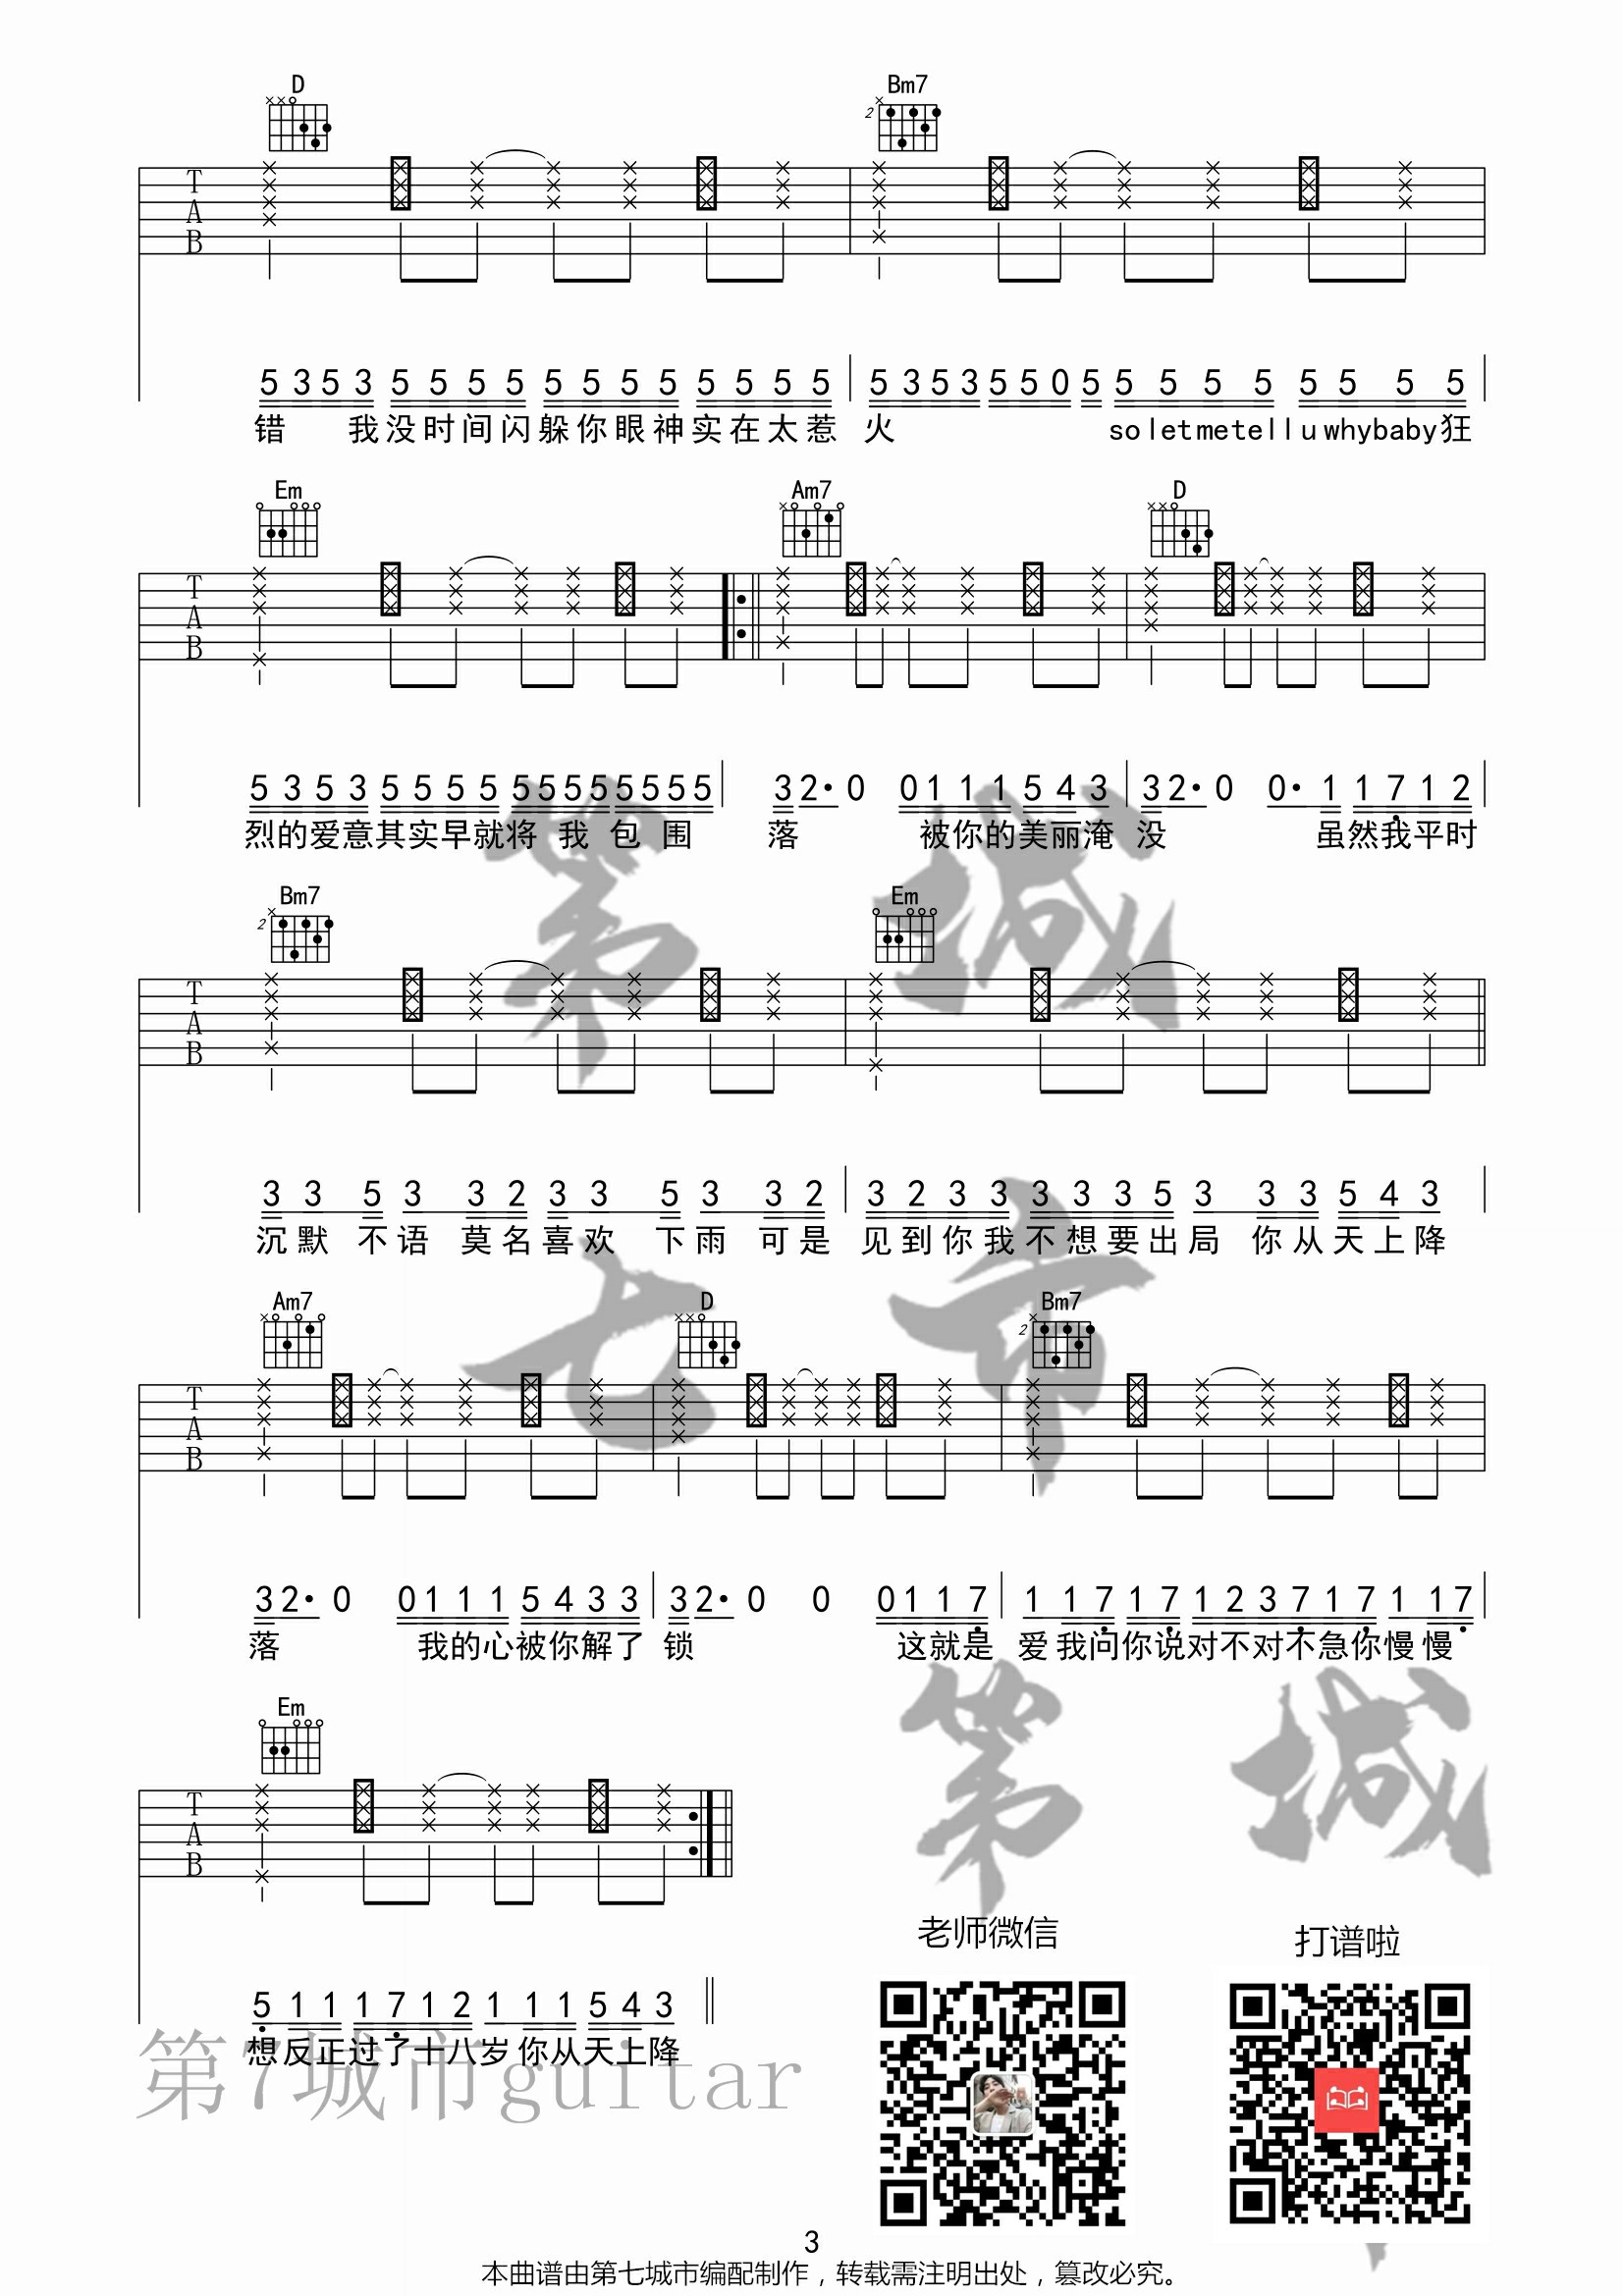 D Bm7
2
T
A
B
5 3 5 3 5 5 5 5 5 5 5 5 5 5 5 5 5 3 5 3 5 5 0 5 5 5 5 5 5 5 5 5
错 我没时间闪躲你眼神实在太惹 火 so let me tell u why baby 狂
Em Am7 D
T
A
B
5 3 5 3 5 5 5 5 5 5 5 5 5 5 5 5 3 2· 0 0 1 1 1 5 4 3 3 2· 0 0· 1 1 7 1 2
烈的爱意其实早就将 我 包 围 落 被你的美丽淹 没 虽然我平时
Bm7 Em
2
T
A
B
3 3 5 3 3 2 3 3 5 3 3 2 3 2 3 3 3 3 3 5 3 3 3 5 4 3
沉默 不语 莫名喜欢 下雨 可是 见到你我不想要出局 你从天上降
Am7 D Bm7
2
T
A
B
3 2· 0 0 1 1 1 5 4 3 3 3 2· 0 0 0 1 1 7 1 1 7 1 7 1 2 3 7 1 7 1 1 7
落 我的心被你解了 锁 这就是 爱 我问你说对不对不急你慢慢
Em
T
A
B
5 1 1 1 7 1 2 1 1 1 5 4 3
想反正过了十八岁 你从天上降
第 城
七 市
第 城
第7城市guitar
老师微信 打谱啦
3
本曲谱由第七城市编配制作，转载需注明出处，篡改必究。